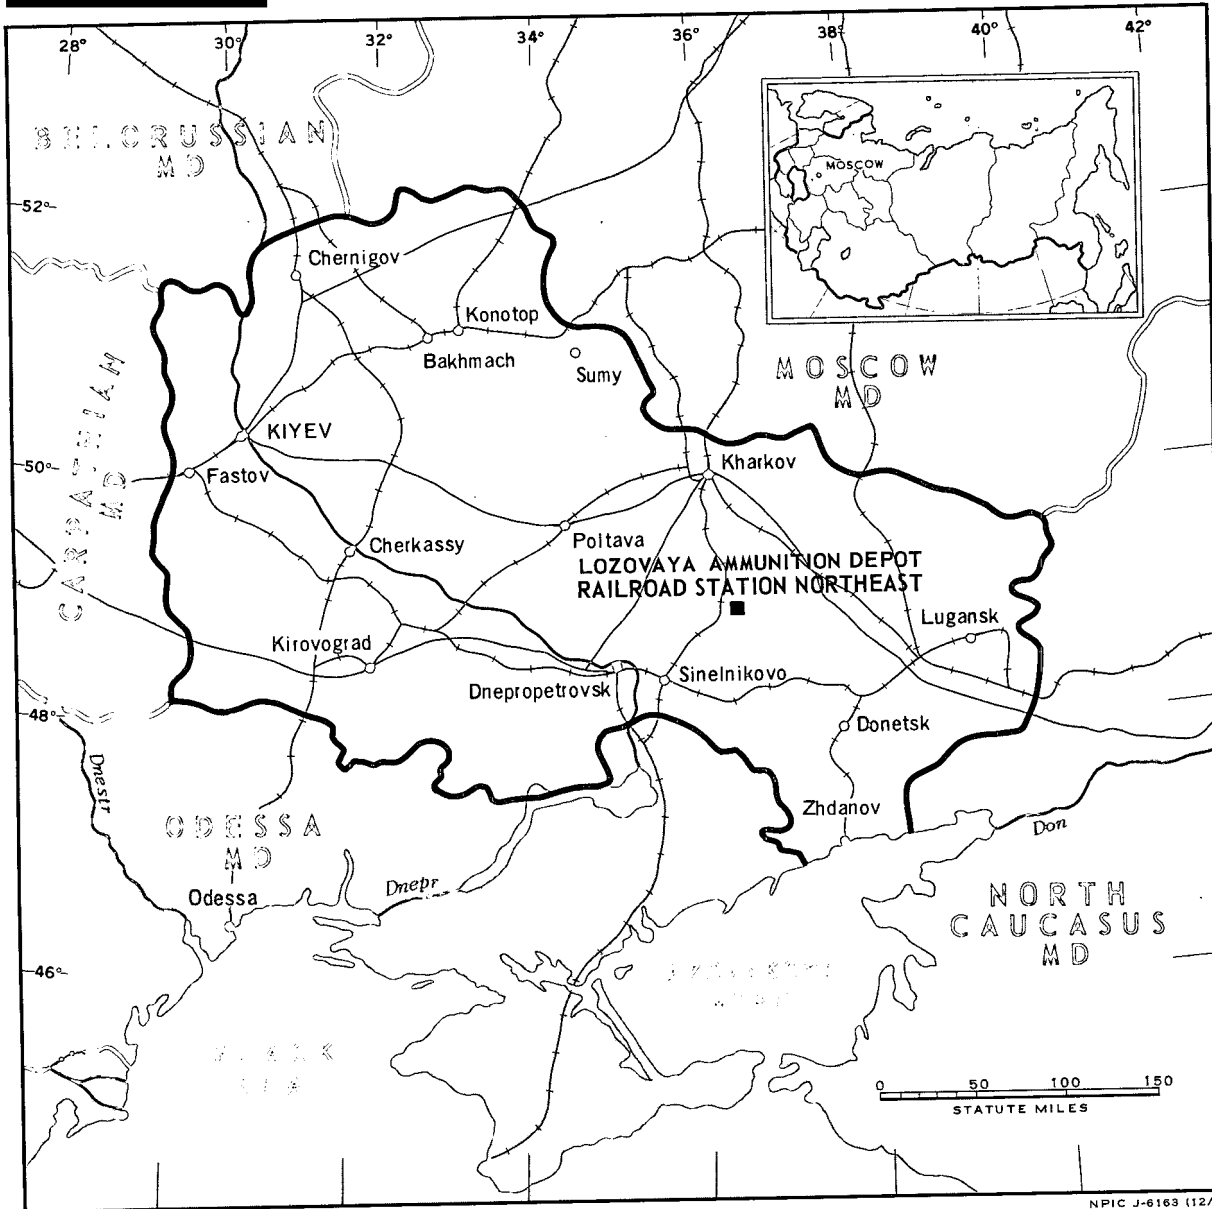 28° 30° 32° 34° 36° 38° 40° 42°
BELORUSSIAN
MD
MOSCOW
52°
Chernigov
Konotop
Bakhmach
Sumy
MOSCOW
MD
CARPATHIAN
MD
KIYEV
50°
Fastov
Kharkov
Poltava
Cherkassy
LOZOVAYA AMMUNITION DEPOT
RAILROAD STATION NORTHEAST
Lugansk
Kirovograd
Sinelnikovo
Dnepropetrovsk
48°
Donetsk
Dnestr
Zhdanov
ODESSA
MD
Don
Dnepr
Odessa
NORTH
CAUCASUS
MD
46°
BLACK
SEA
0 50 100 150
STATUTE MILES
NPIC J-6163 (12/